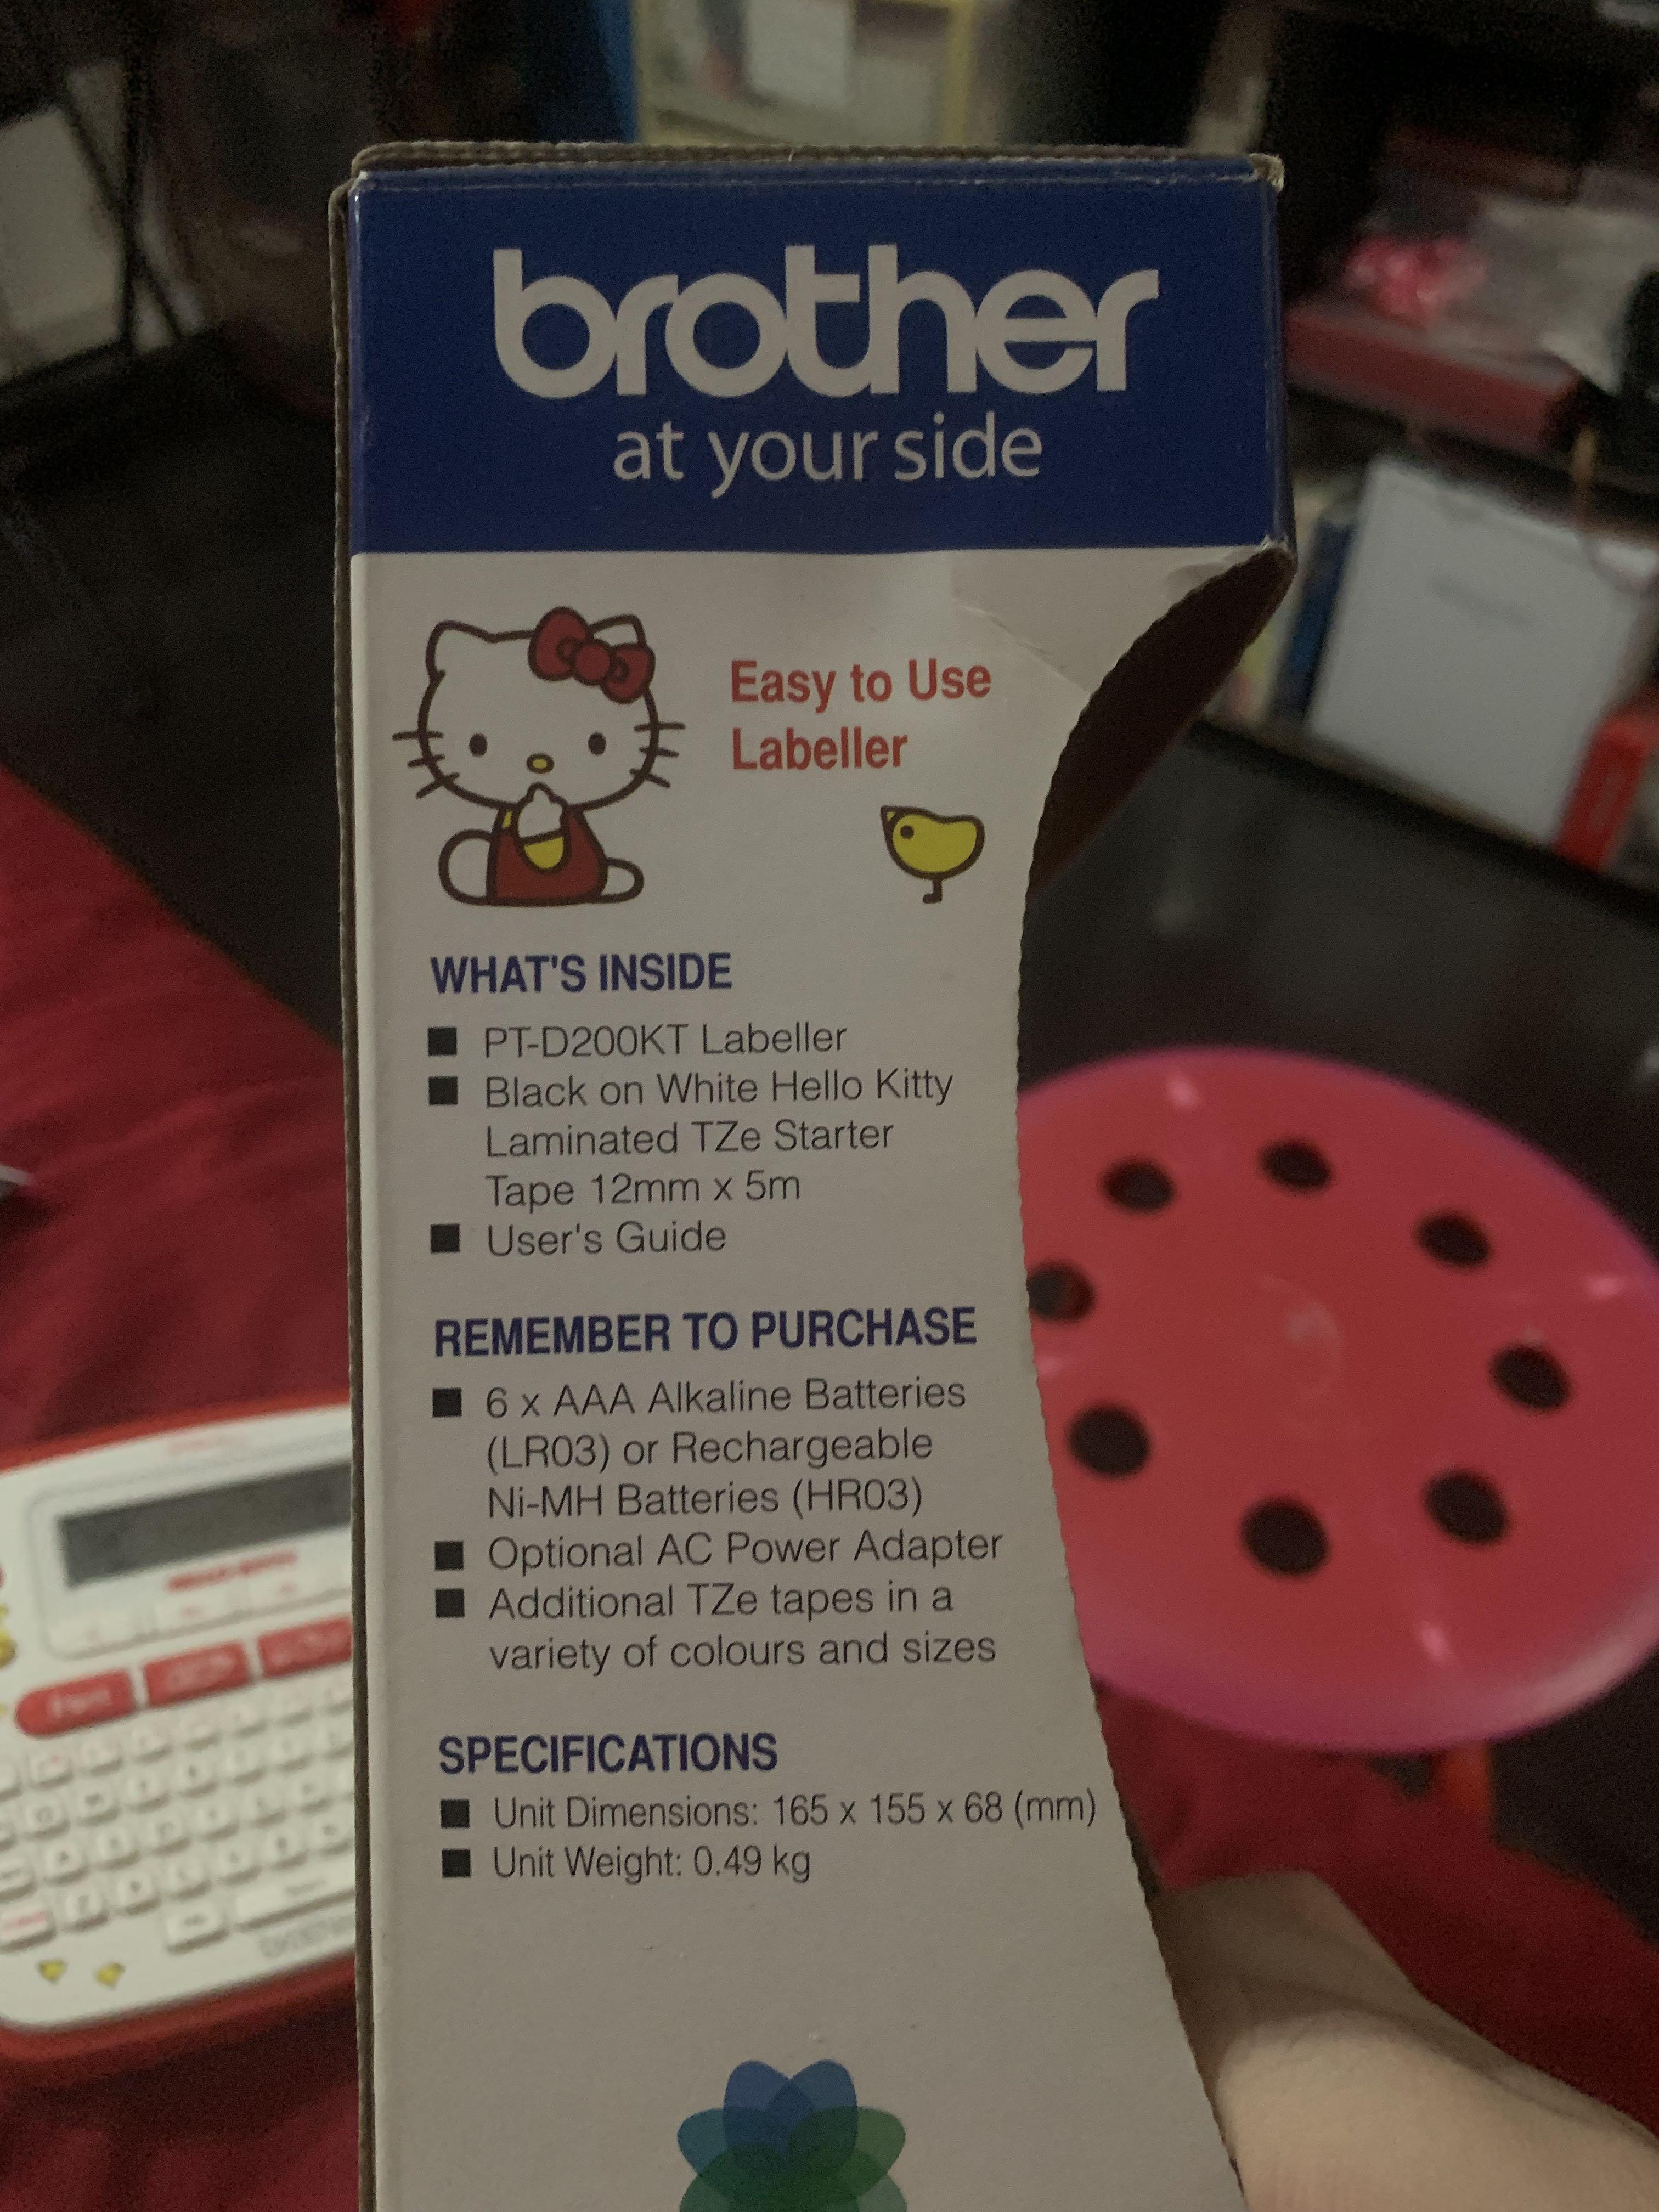 brother
at your side
Easy to Use
Labeller
WHAT'S INSIDE
■ PT-D200KT Labeller
■ Black on White Hello Kitty
Laminated TZe Starter
Tape 12mm x 5m
■ User's Guide
REMEMBER TO PURCHASE
■ 6 x AAA Alkaline Batteries
(LR03) or Rechargeable
Ni-MH Batteries (HR03)
■ Optional AC Power Adapter
■ Additional TZe tapes in a
variety of colours and sizes
SPECIFICATIONS
■ Unit Dimensions: 165 x 155 x 68 (mm)
■ Unit Weight: 0.49 kg